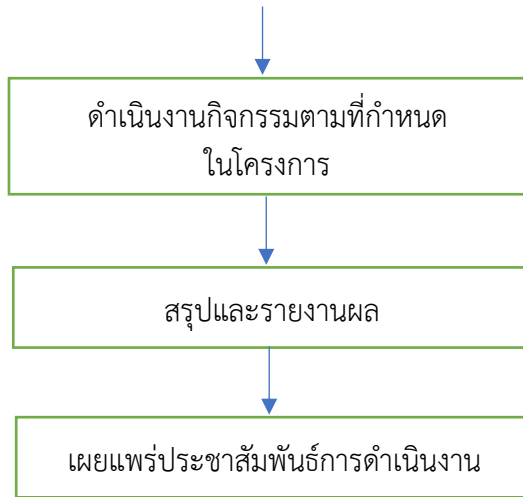 ดำเนินงานกิจกรรมตามที่กำหนด
ในโครงการ
สรุปและรายงานผล
เผยแพร่ประชาสัมพันธ์การดำเนินงาน